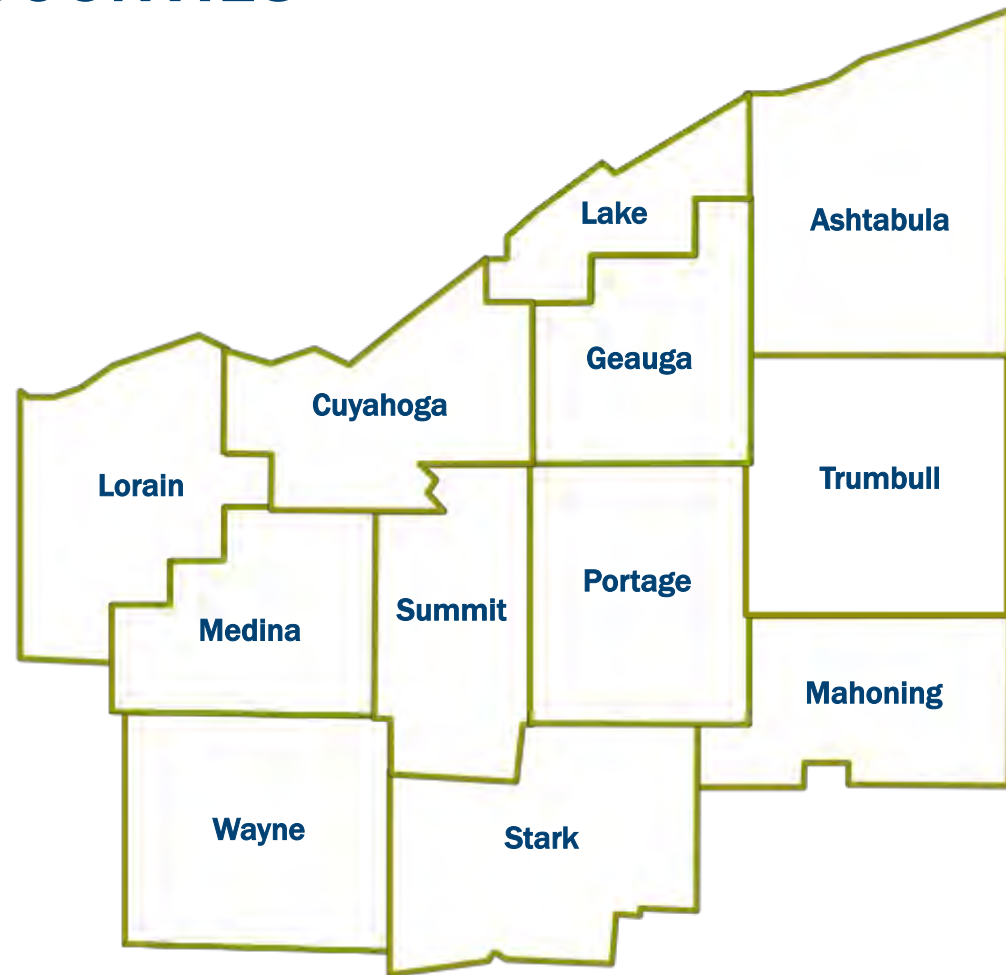 Lake
Ashtabula
Geauga
Cuyahoga
Trumbull
Lorain
Portage
Summit
Medina
Mahoning
Wayne
Stark